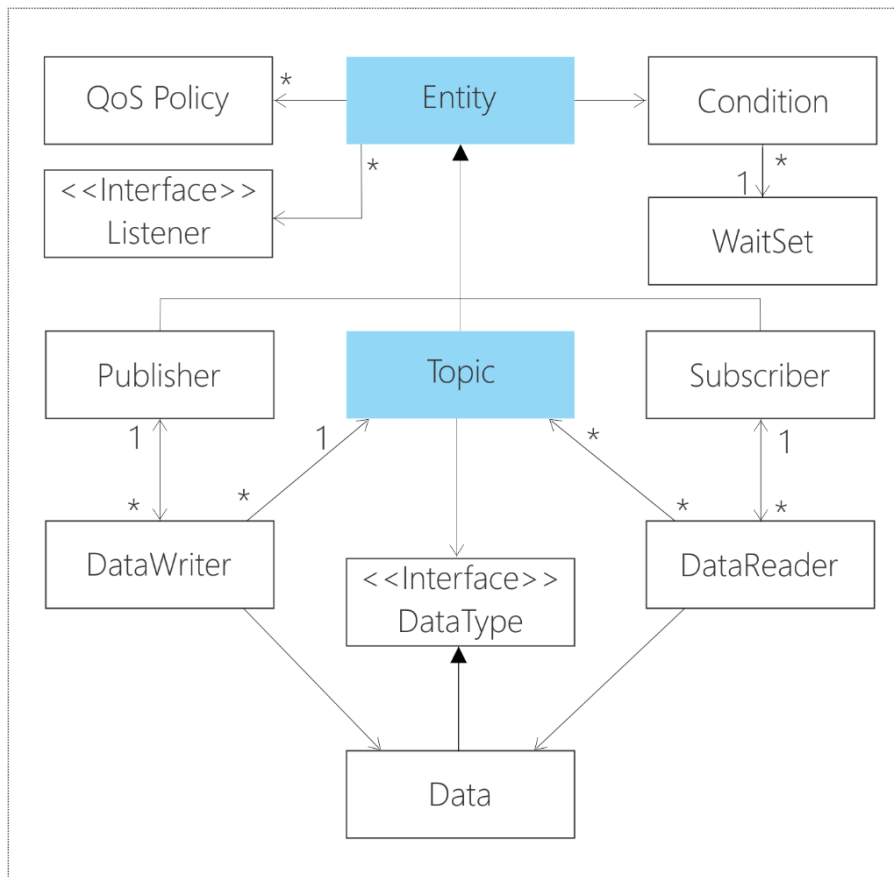 QoS Policy
*
Entity
Condition
*
*
1
<<Interface>>
Listener
WaitSet
Publisher
Topic
Subscriber
1
1
*
1
*
*
*
*
DataWriter
<<Interface>>
DataType
DataReader
Data